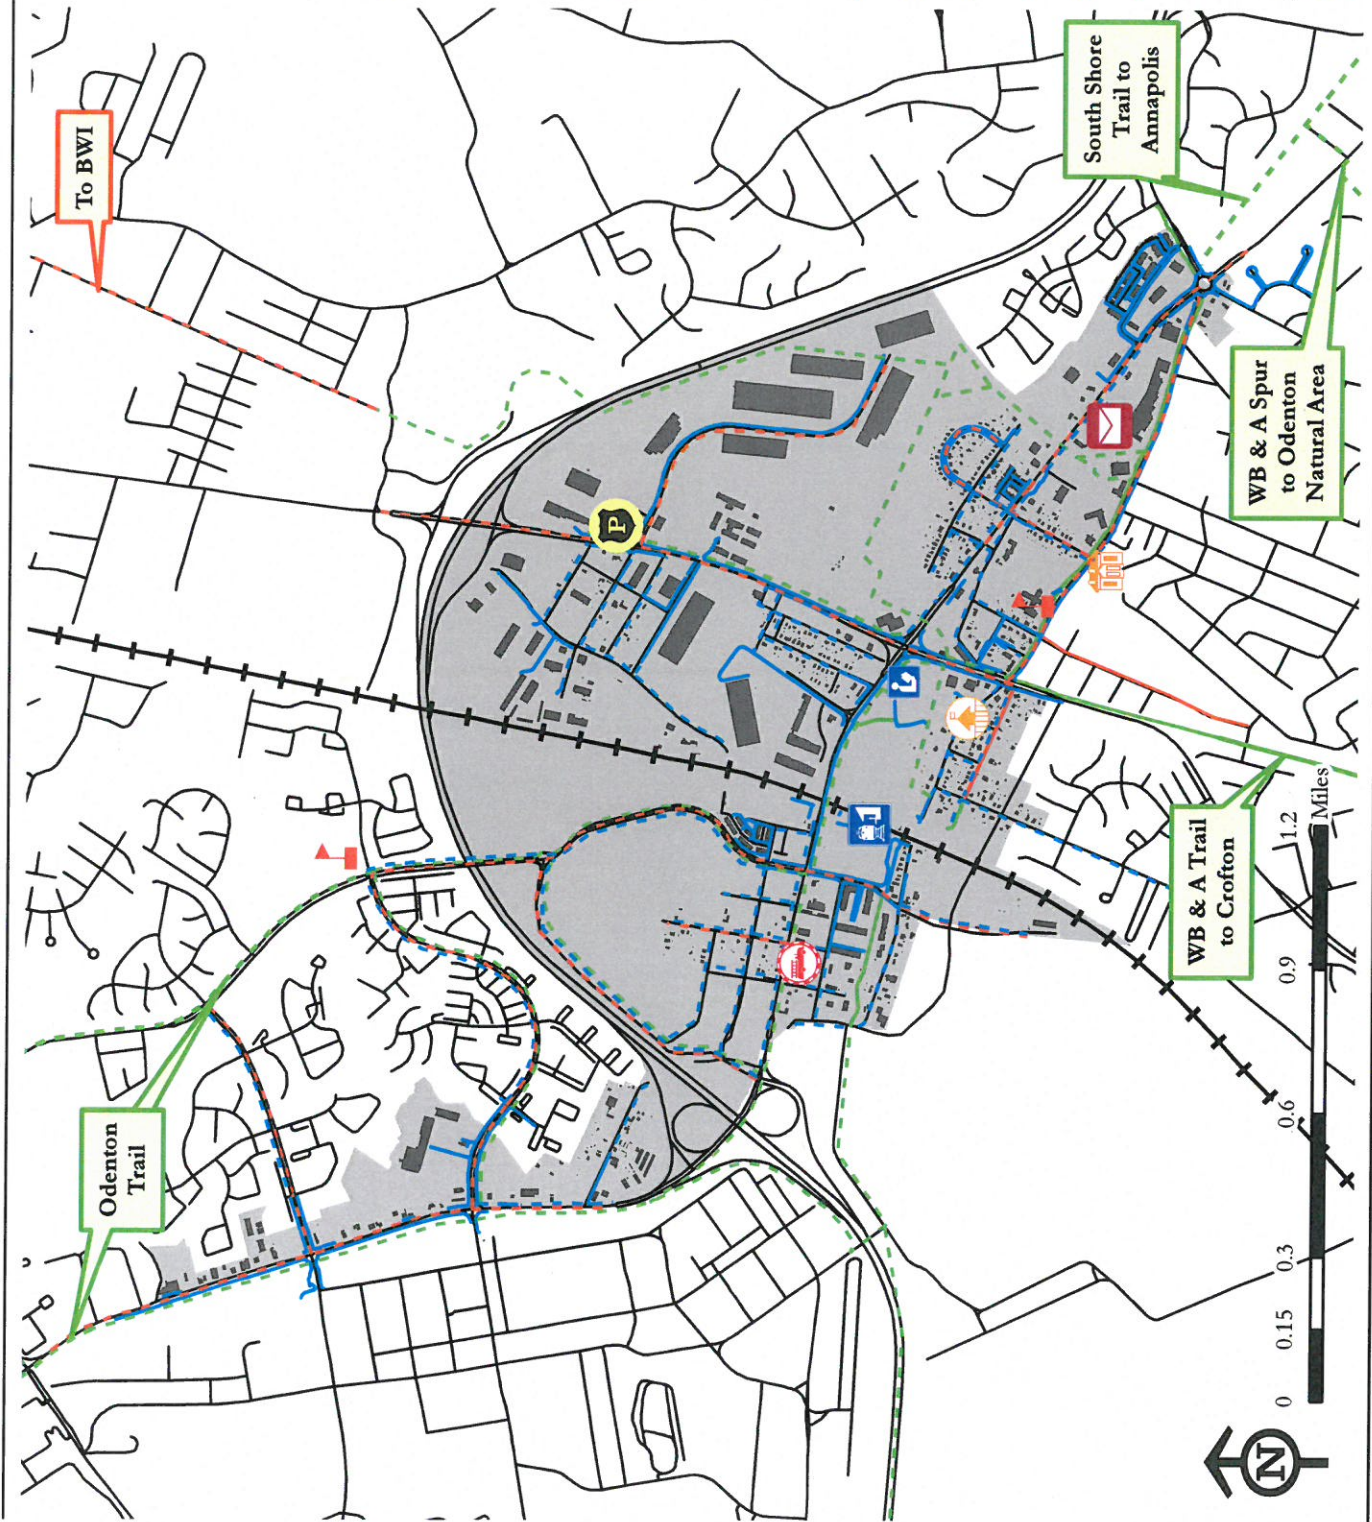 To BWI
South Shore
Trail to
Annapolis
P
Odenton
Trail
WB & A Spur
to Odenton
Natural Area
WB & A Trail
to Crofton
0 0.15 0.3 0.6 0.9 1.2
Miles
N